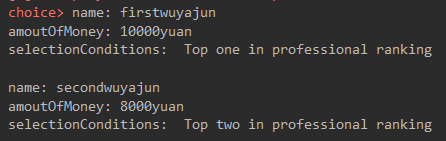 choice> name: firstwuyajun
amoutOfMoney: 10000yuan
selectionConditions:  Top one in professional ranking
name: secondwuyajun
amoutOfMoney: 8000yuan
selectionConditions:  Top two in professional ranking